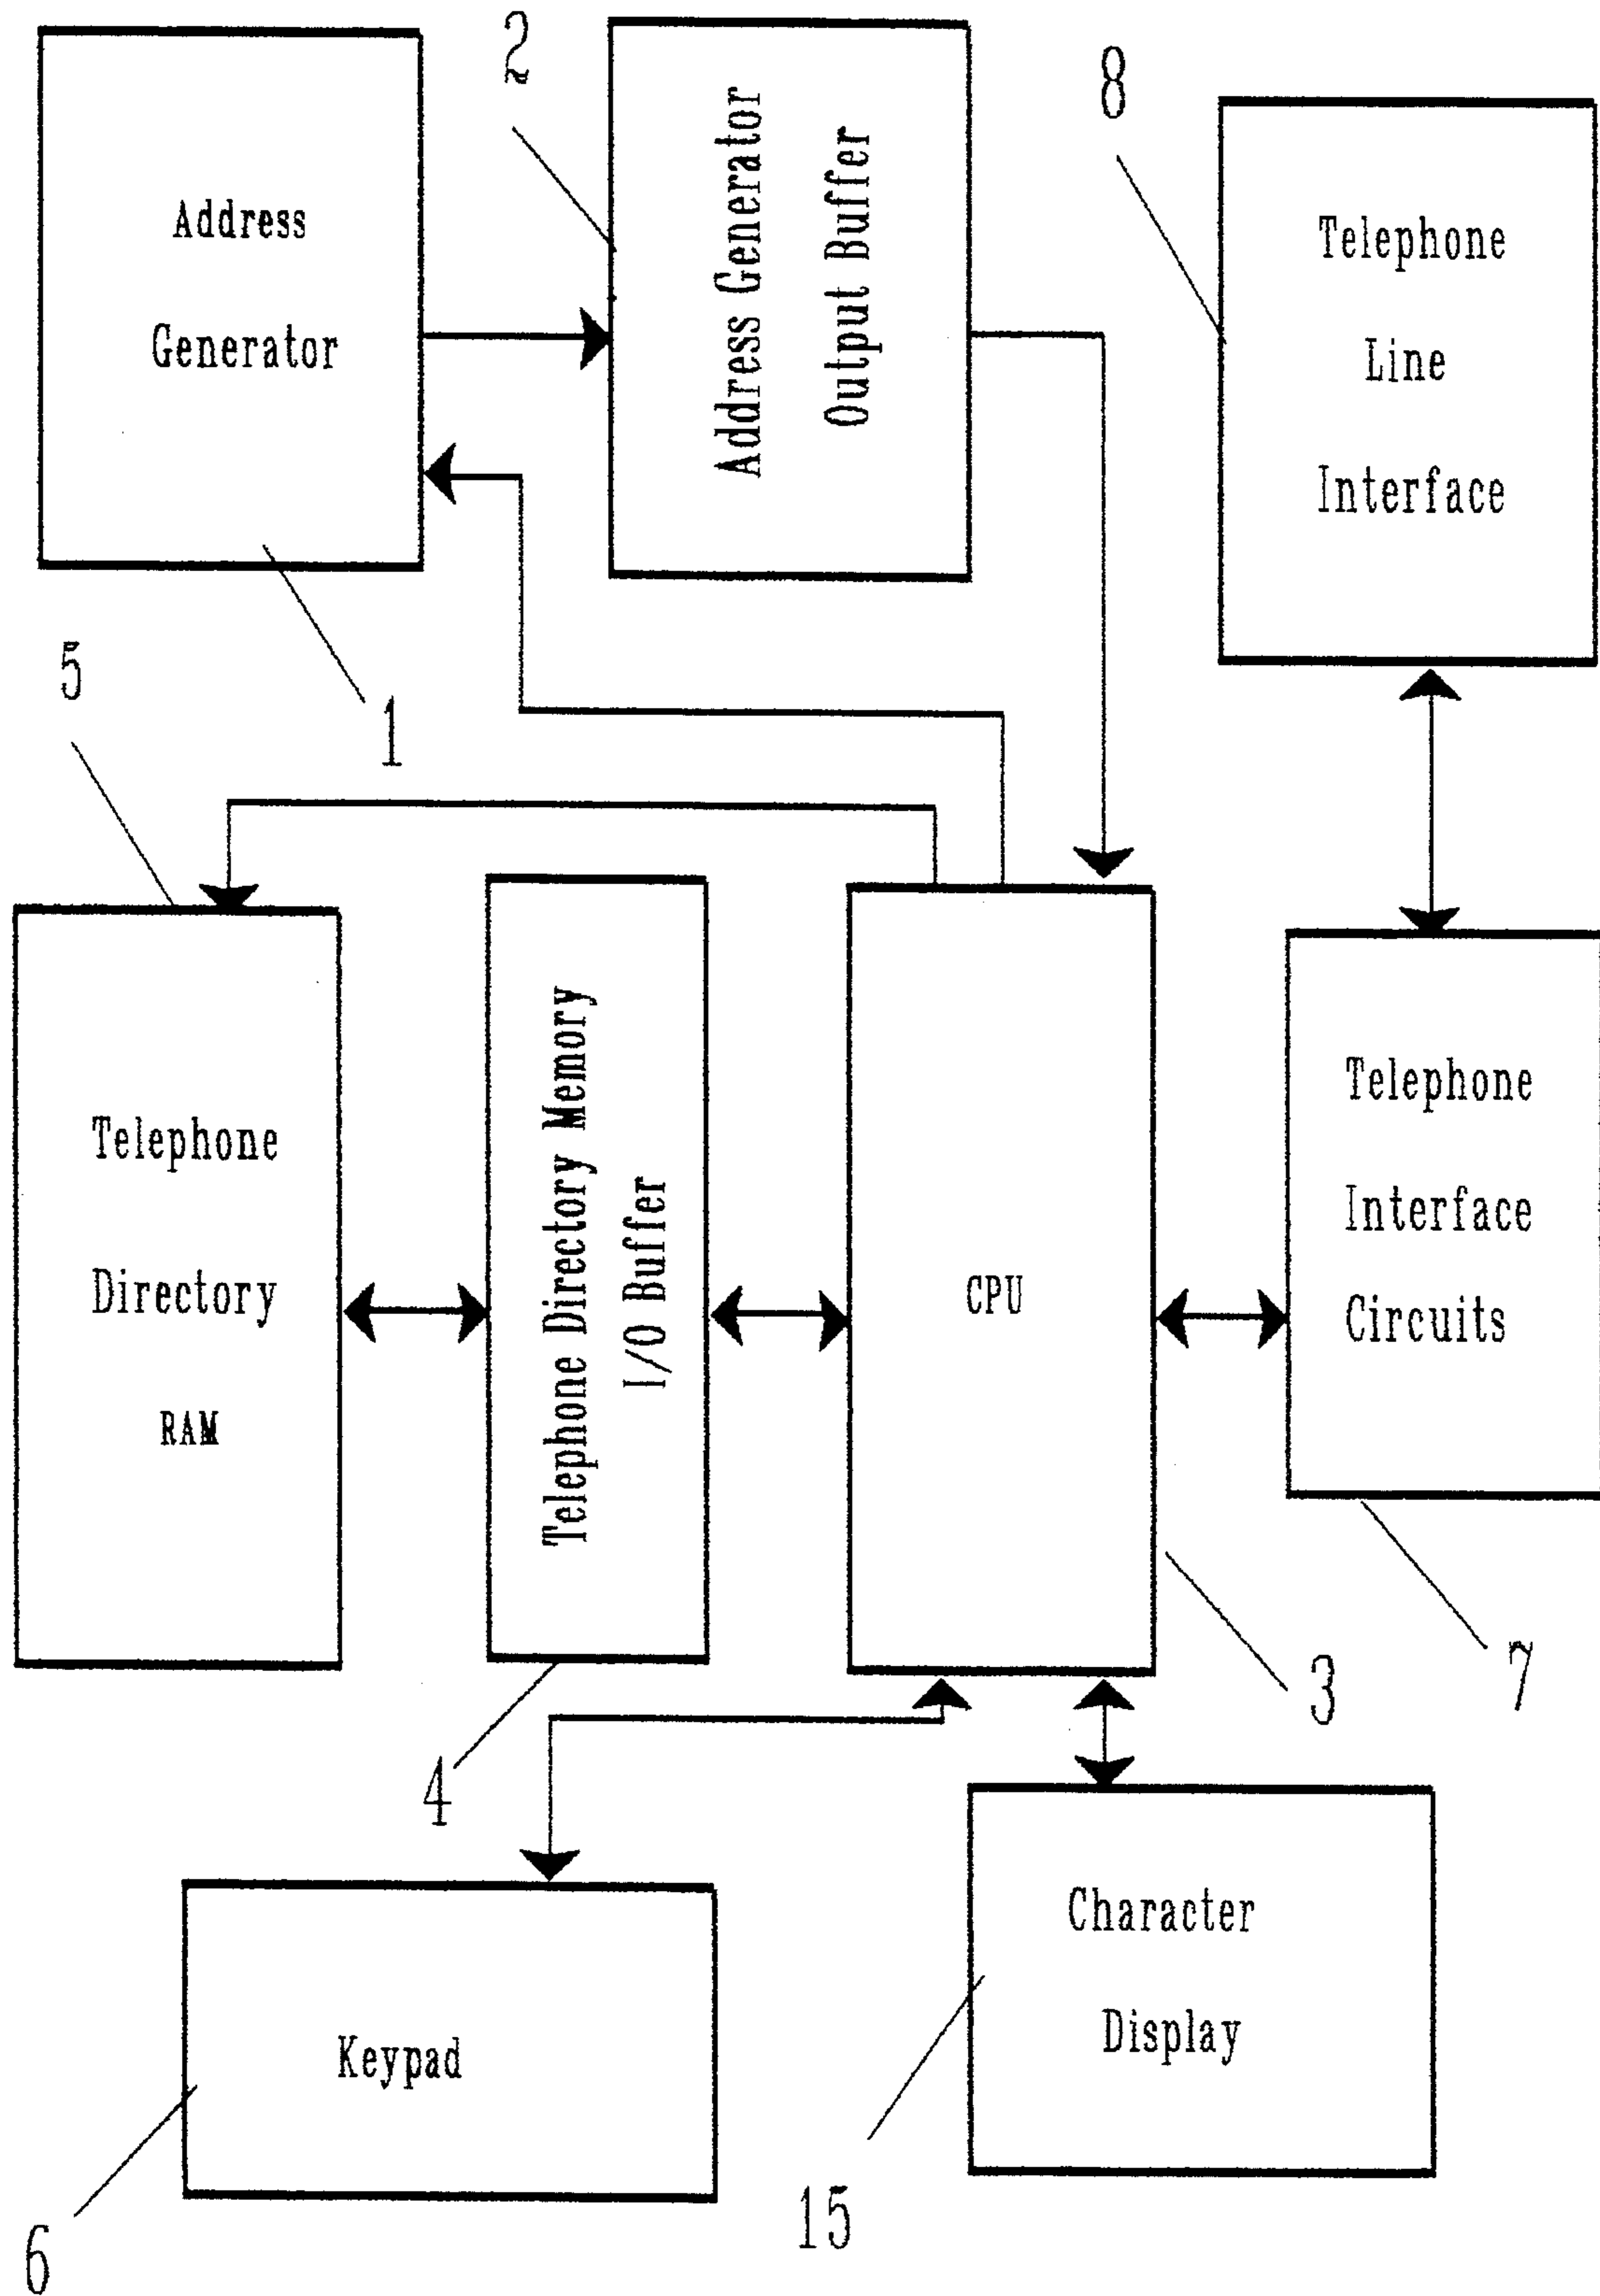 2
8
Address
Generator
Address Generator
Output Buffer
Telephone
Line
Interface
5
1
Telephone
Directory
RAM
Telephone Directory Memory
I/O Buffer
CPU
Telephone
Interface
Circuits
3
7
4
Character
Display
Keypad
15
6